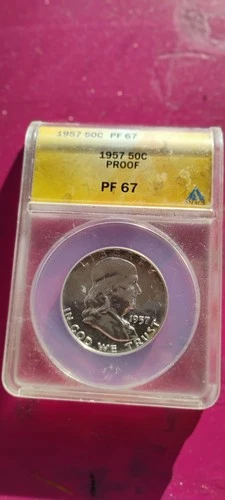 1957 50C PF 67
1957 50C
PROOF
PF 67
LIBERTY
1957
IN GOD WE TRUST